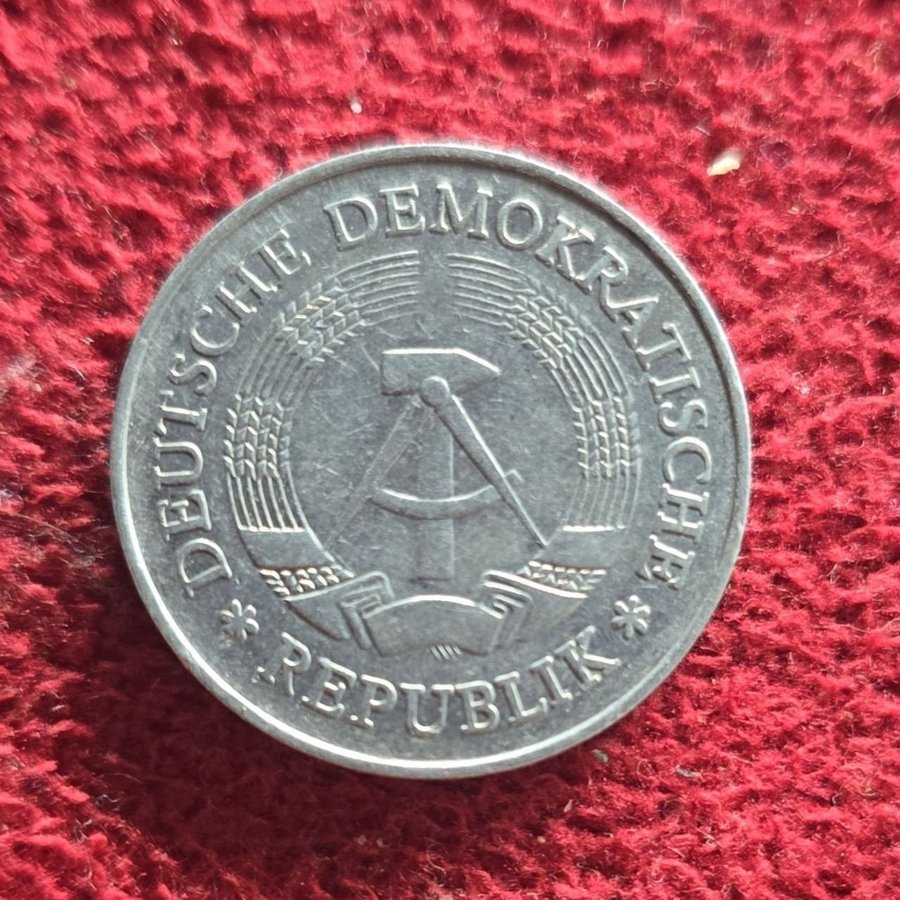 DEUTSCHE DEMOKRATISCHE
* REPUBLIK *